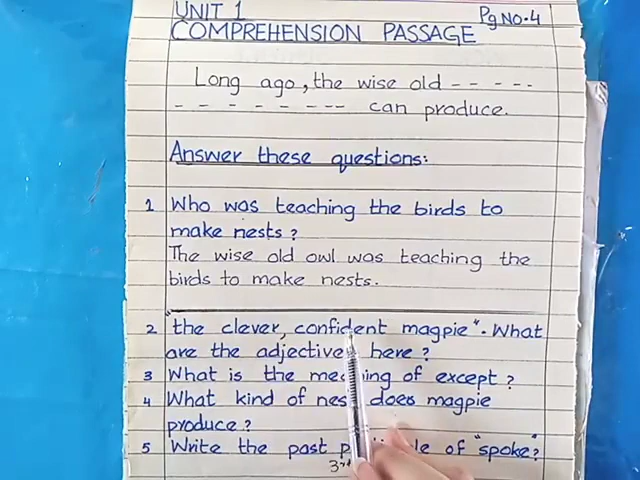 UNIT 1 Pg No. 4
COMPREHENSION PASSAGE
Long ago, the wise old - - - - - -
- - - - - - - - - can produce.
Answer these questions:
1 Who was teaching the birds to
make nests?
The wise old owl was teaching the
birds to make nests.
2 the clever, confident magpie". What
are the adjective here?
3 What is the meaning of except?
4 What kind of nest does magpie
produce?
5 Write the past of "spoke"?
3rd